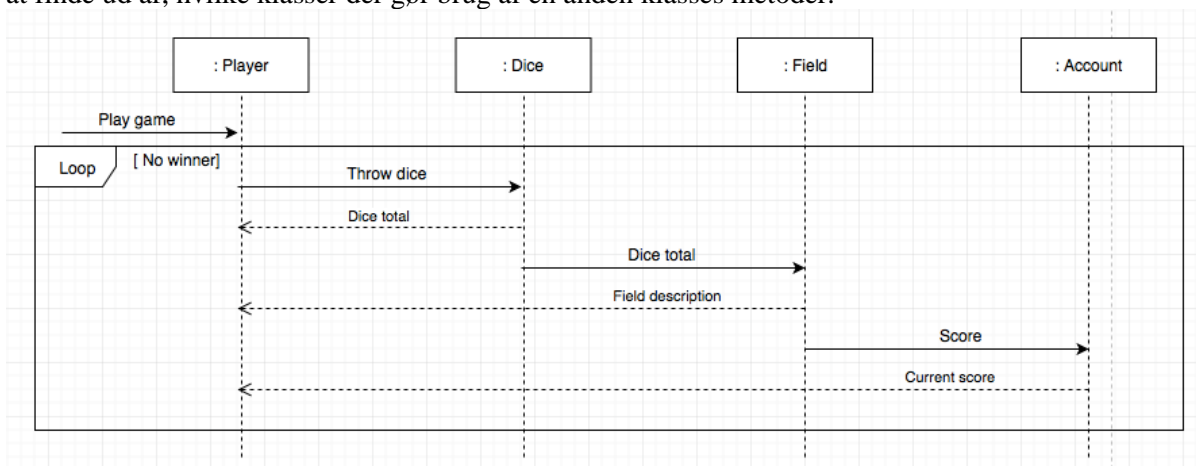 at finde ud af, hvilke klasser der gør brug af en anden klasses metoder.
: Player
: Dice
: Field
: Account
Play game
Loop
[ No winner]
Throw dice
Dice total
Dice total
Field description
Score
Current score